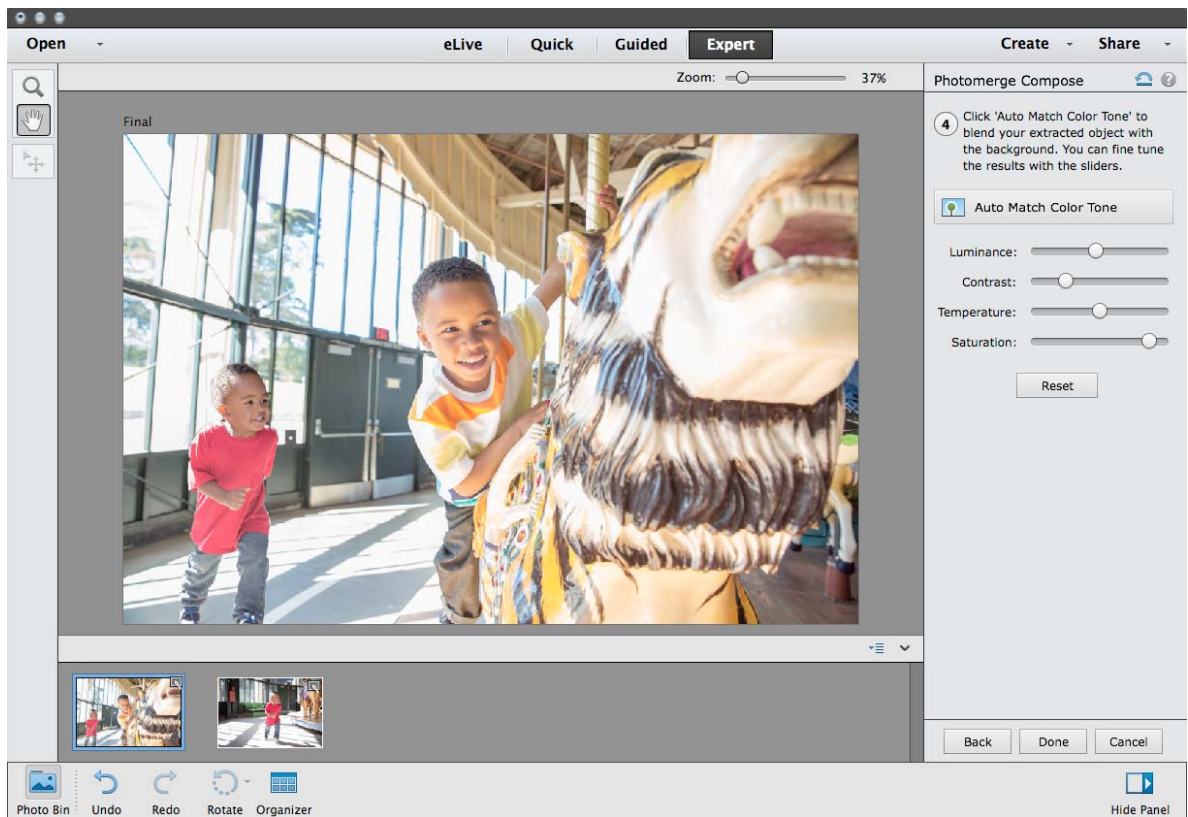 Open
eLive Quick Guided Expert
Create Share
Zoom: 37%
Photomerge Compose
?
Final
4 Click 'Auto Match Color Tone' to
blend your extracted object with
the background. You can fine tune
the results with the sliders.
Auto Match Color Tone
Luminance:
Contrast:
Temperature:
Saturation:
Reset
Back Done Cancel
Photo Bin Undo Redo Rotate Organizer
Hide Panel